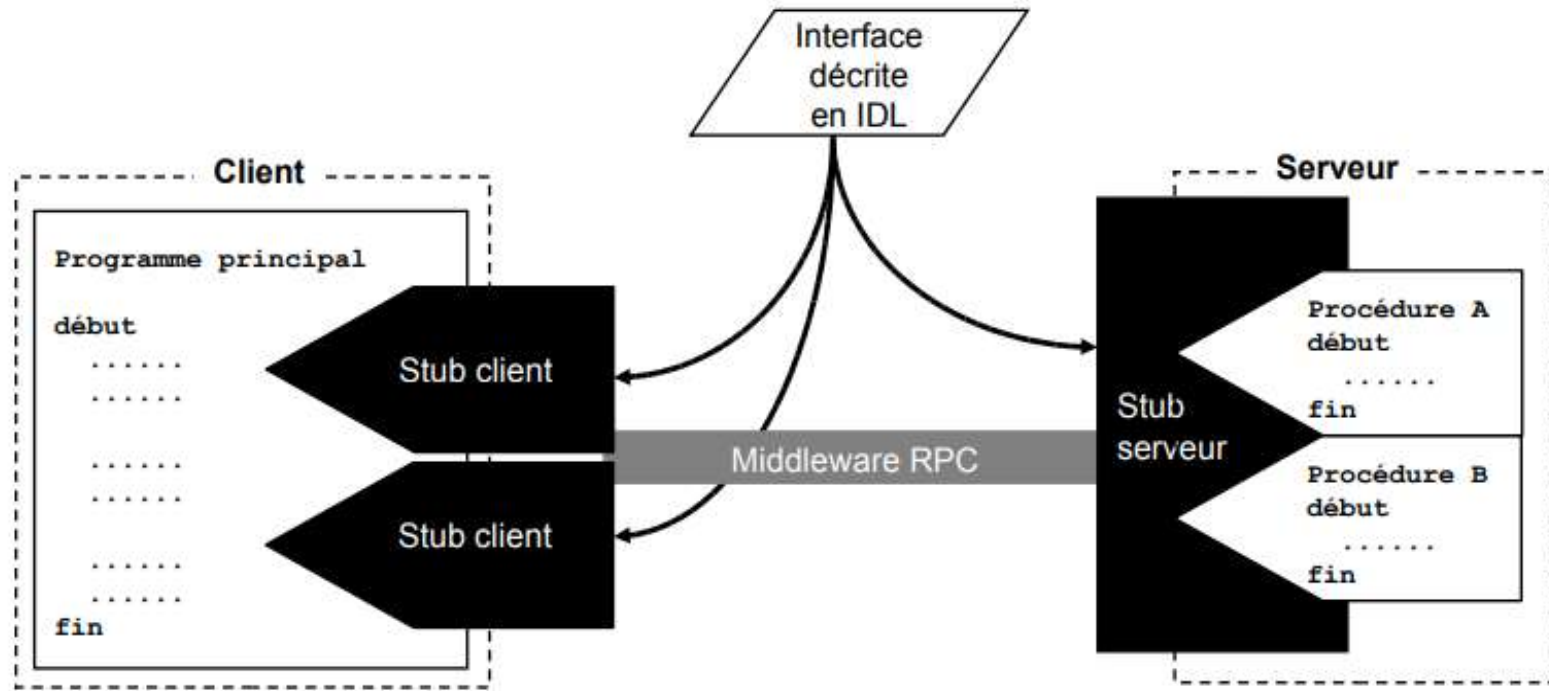 Interface
décrite
en IDL
Client
Programme principal
début
......
......
......
......
......
......
fin
Stub client
Stub client
Middleware RPC
Serveur
Stub
serveur
Procédure A
début
......
fin
Procédure B
début
......
fin